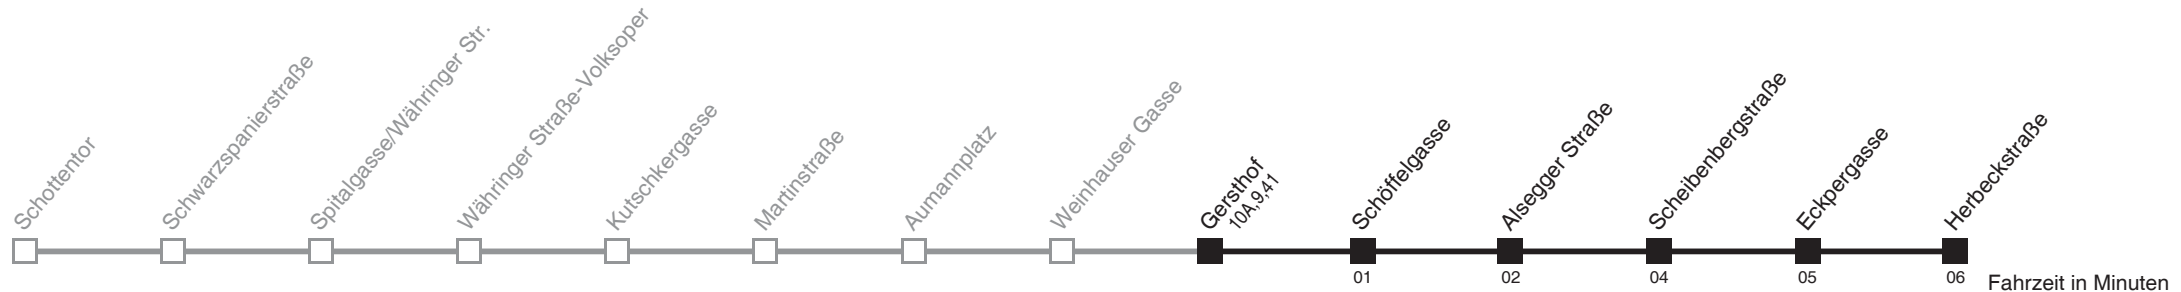 Schottentor
Schwarzspanierstraße
Spitalgasse/Währinger Str.
Währinger Straße-Volksoper
Kutschkergasse
Martinstraße
Aumannplatz
Weinhauser Gasse
Gersthof
10A,9,41
Schöffelgasse
Alsegger Straße
Scheibenbergstraße
Eckpergasse
Herbeckstraße
01
02
04
05
06
Fahrzeit in Minuten